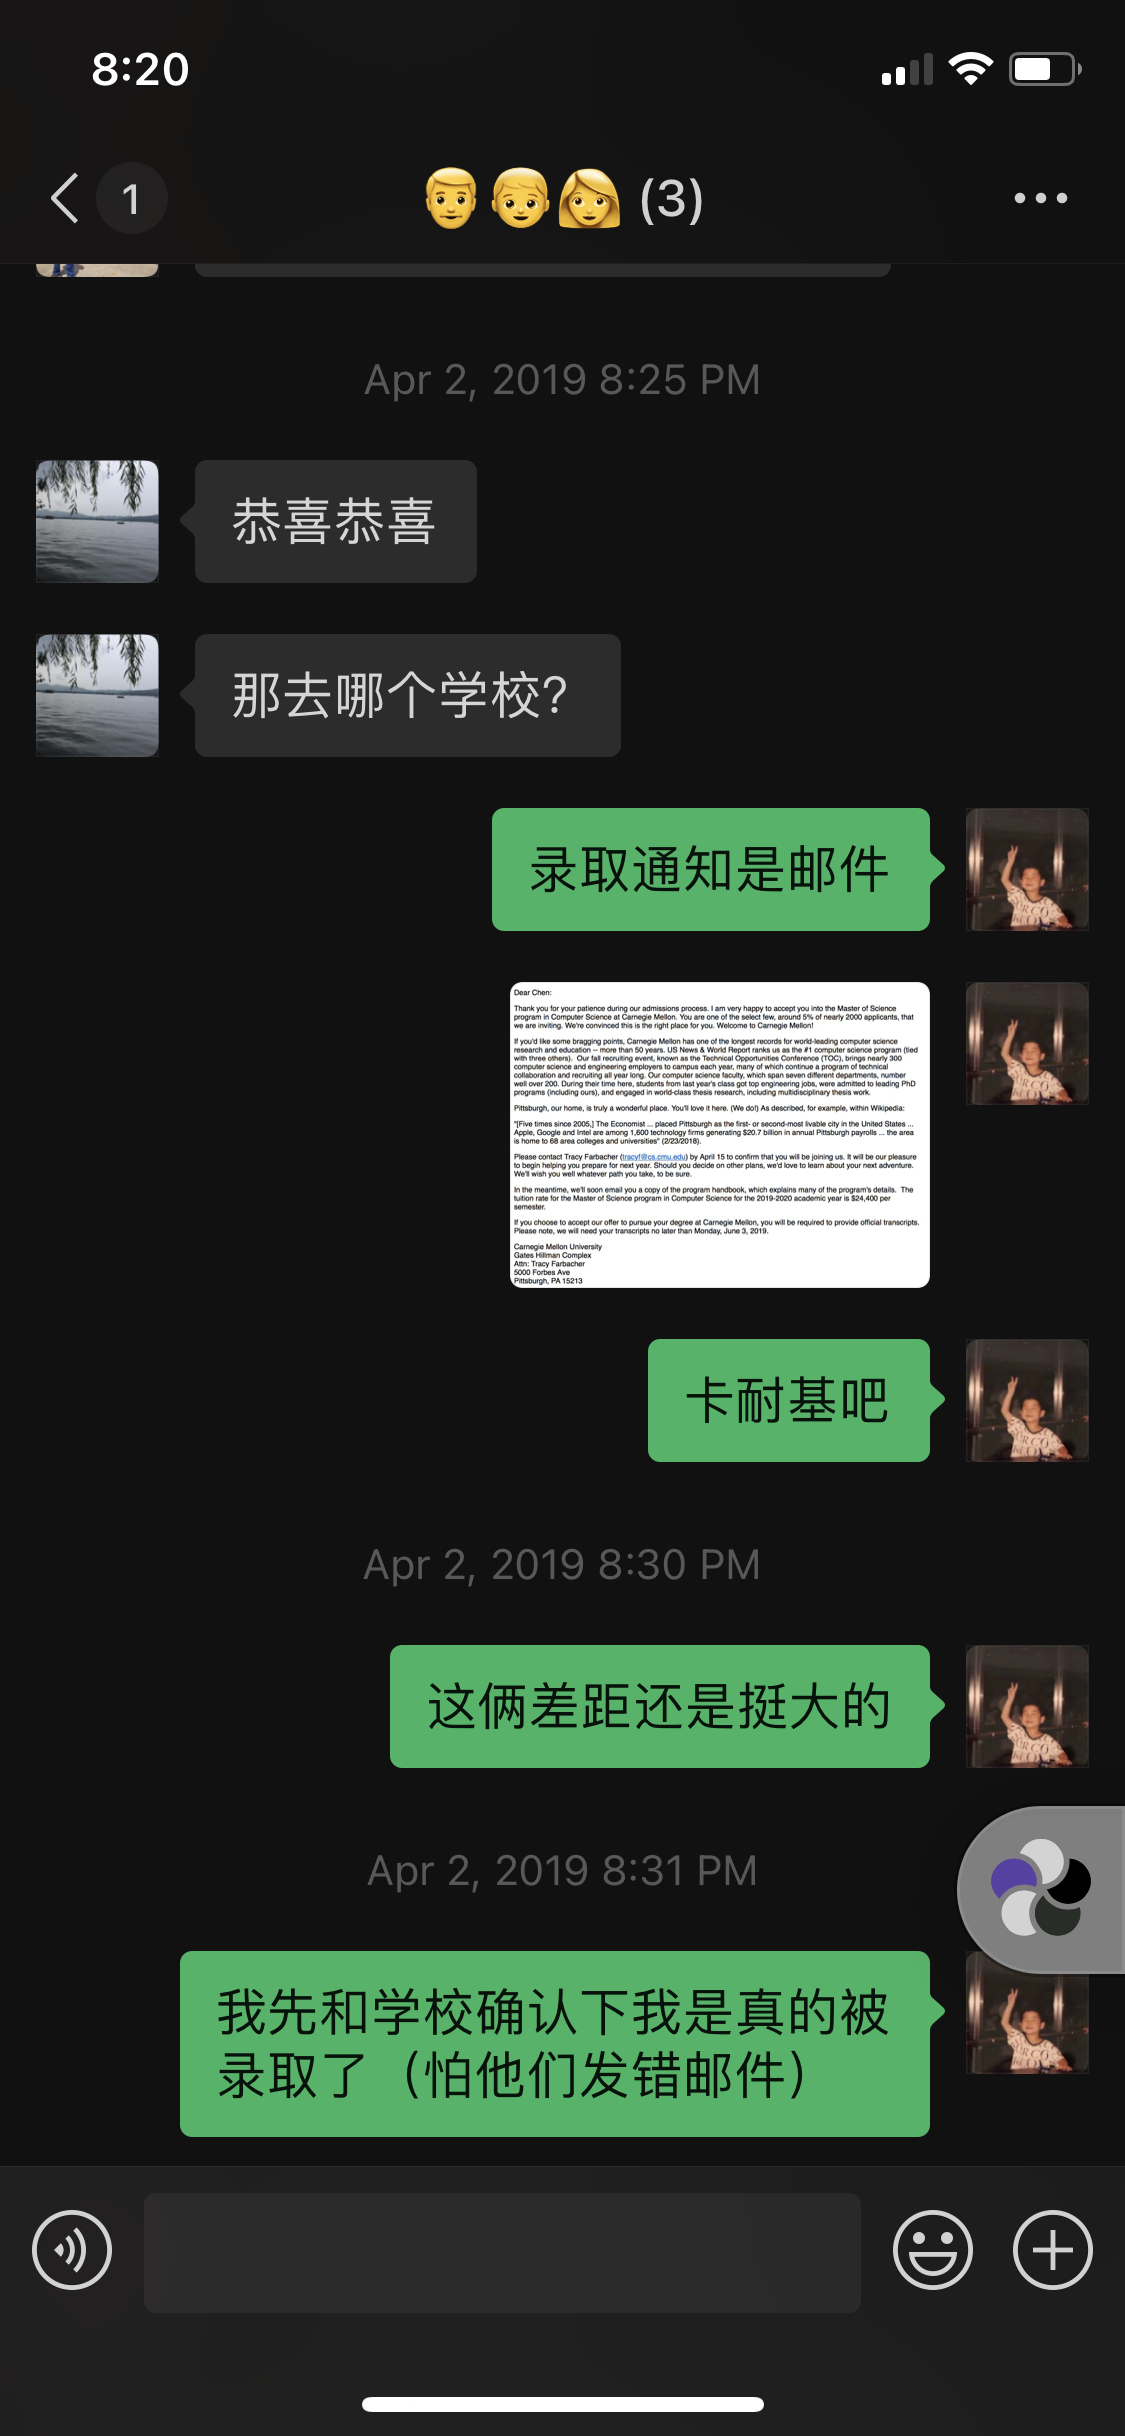 8:20
1
(3)
Apr 2, 2019 8:25 PM
恭喜恭喜
那去哪个学校?
录取通知是邮件
Dear Chen:
Thank you for your patience during our admissions process. I am very happy to accept you into the Master of Science
program in Computer Science at Carnegie Mellon. You are one of the select few, around 5% of nearly 2000 applicants, that
we are inviting. We're convinced this is the right place for you. Welcome to Carnegie Mellon!
If you'd like some bragging points, Carnegie Mellon has one of the longest records for world-leading computer science
research and education -- more than 50 years. US News & World Report ranks us as the #1 computer science program (tied
with three others). Our fall recruiting event, known as the Technical Opportunities Conference (TOC), brings nearly 300
computer science and engineering employers to campus each year, many of which continue a program of technical
collaboration and recruiting all year long. Our computer science faculty, which span seven different departments, number
well over 200. During their time here, students from last year's class got top engineering jobs, were admitted to leading PhD
programs (including ours), and engaged in world-class thesis research, including multidisciplinary thesis work.
Pittsburgh, our home, is truly a wonderful place. You'll love it here. (We do!) As described, for example, within Wikipedia:
"[Five times since 2005,] The Economist ... placed Pittsburgh as the first- or second-most livable city in the United States ...
Apple, Google and Intel are among 1,600 technology firms generating $20.7 billion in annual Pittsburgh payrolls ... the area
is home to 68 area colleges and universities" (2/23/2018).
Please contact Tracy Farbacher (tracyf@cs.cmu.edu) by April 15 to confirm that you will be joining us. It will be our pleasure
to begin helping you prepare for next year. Should you decide on other plans, we'd love to learn about your next adventure.
We'll wish you well whatever path you take, to be sure.
In the meantime, we'll soon email you a copy of the program handbook, which explains many of the program's details. The
tuition rate for the Master of Science program in Computer Science for the 2019-2020 academic year is $24,400 per
semester.
If you choose to accept our offer to pursue your degree at Carnegie Mellon, you will be required to provide official transcripts.
Please note, we will need your transcripts no later than Monday, June 3, 2019.
Carnegie Mellon University
Gates Hillman Complex
Attn: Tracy Farbacher
5000 Forbes Ave
Pittsburgh, PA 15213
卡耐基吧
Apr 2, 2019 8:30 PM
这俩差距还是挺大的
Apr 2, 2019 8:31 PM
我先和学校确认下我是真的被
录取了（怕他们发错邮件）